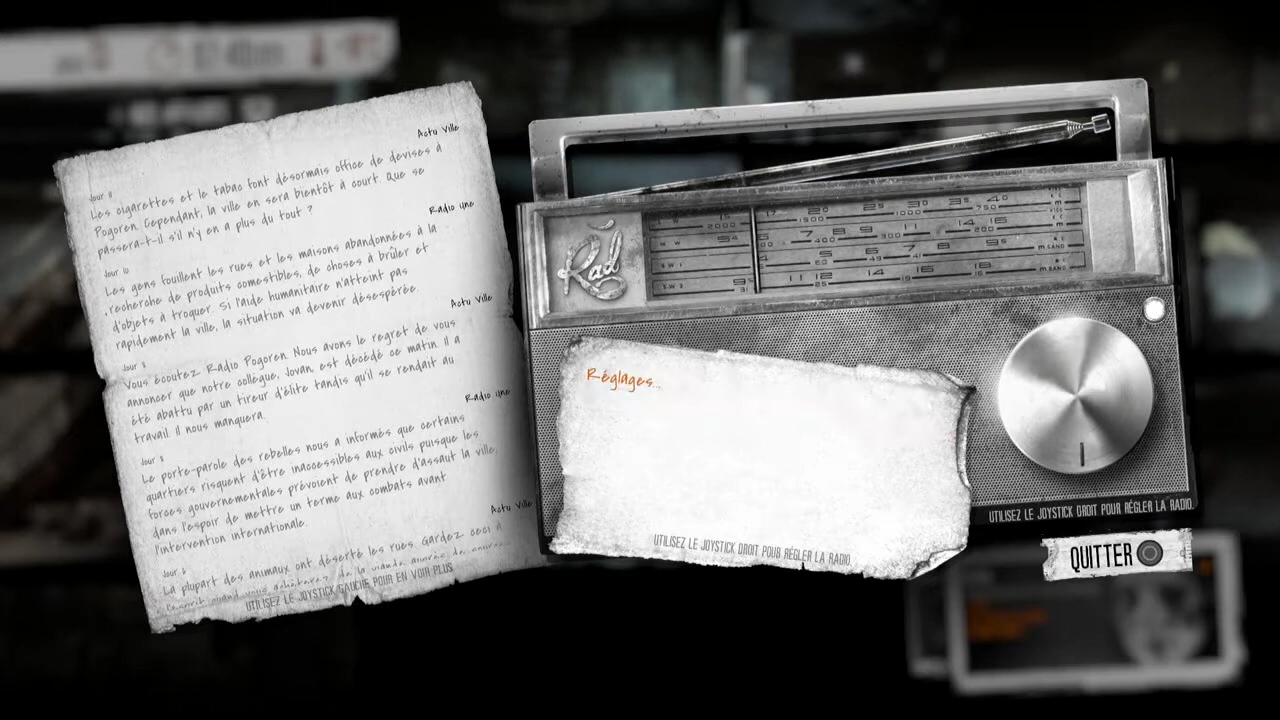 Actu Ville
Jour 11
Les cigarettes et le tabac font désormais office de devises à
Pogoren. Cependant, la ville en sera bientôt à court. Que se
passera-t-il s'il n'y en a plus du tout ?
Radio une
Jour 10
Les gens fouillent les rues et les maisons abandonnées à la
recherche de produits comestibles, de choses à brûler et
d'objets à troquer. Si l'aide humanitaire n'atteint pas
rapidement la ville, la situation va devenir désespérée.
Actu Ville
Jour 8
Vous écoutez Radio Pogoren. Nous avons le regret de vous
annoncer que notre collègue, Jovan, est décédé ce matin. Il a
été abattu par un tireur d'élite tandis qu'il se rendait au
travail. Il nous manquera.
Radio une
Jour 8
Le porte-parole des rebelles nous a informés que certains
quartiers risquent d'être inaccessibles aux civils puisque les
forces gouvernementales prévoient de prendre d'assaut la ville,
dans l'espoir de mettre un terme aux combats avant
l'intervention internationale.
Actu Ville
Jour 6
La plupart des animaux ont déserté les rues. Gardez ceci à
UTILISEZ LE JOYSTICK GAUCHE POUR EN VOIR PLUS
Rad
Réglages...
UTILISEZ LE JOYSTICK DROIT POUR RÉGLER LA RADIO.
UTILISEZ LE JOYSTICK DROIT POUR RÉGLER LA RADIO.
QUITTER